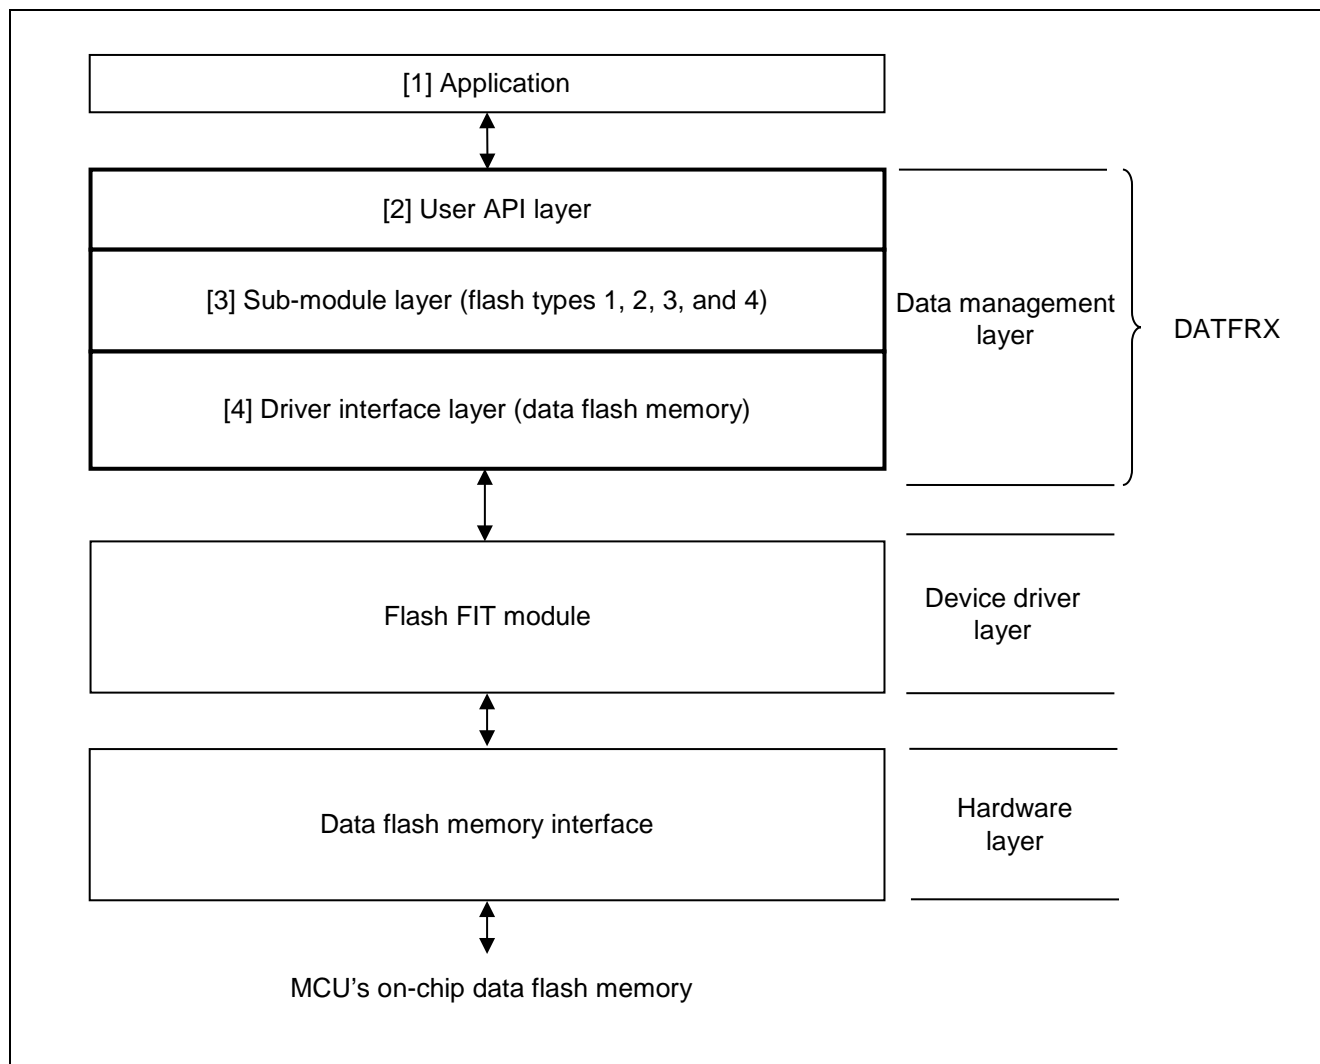 [1] Application
[2] User API layer
[3] Sub-module layer (flash types 1, 2, 3, and 4)
Data management
layer
DATFRX
[4] Driver interface layer (data flash memory)
Flash FIT module
Device driver
layer
Data flash memory interface
Hardware
layer
MCU’s on-chip data flash memory